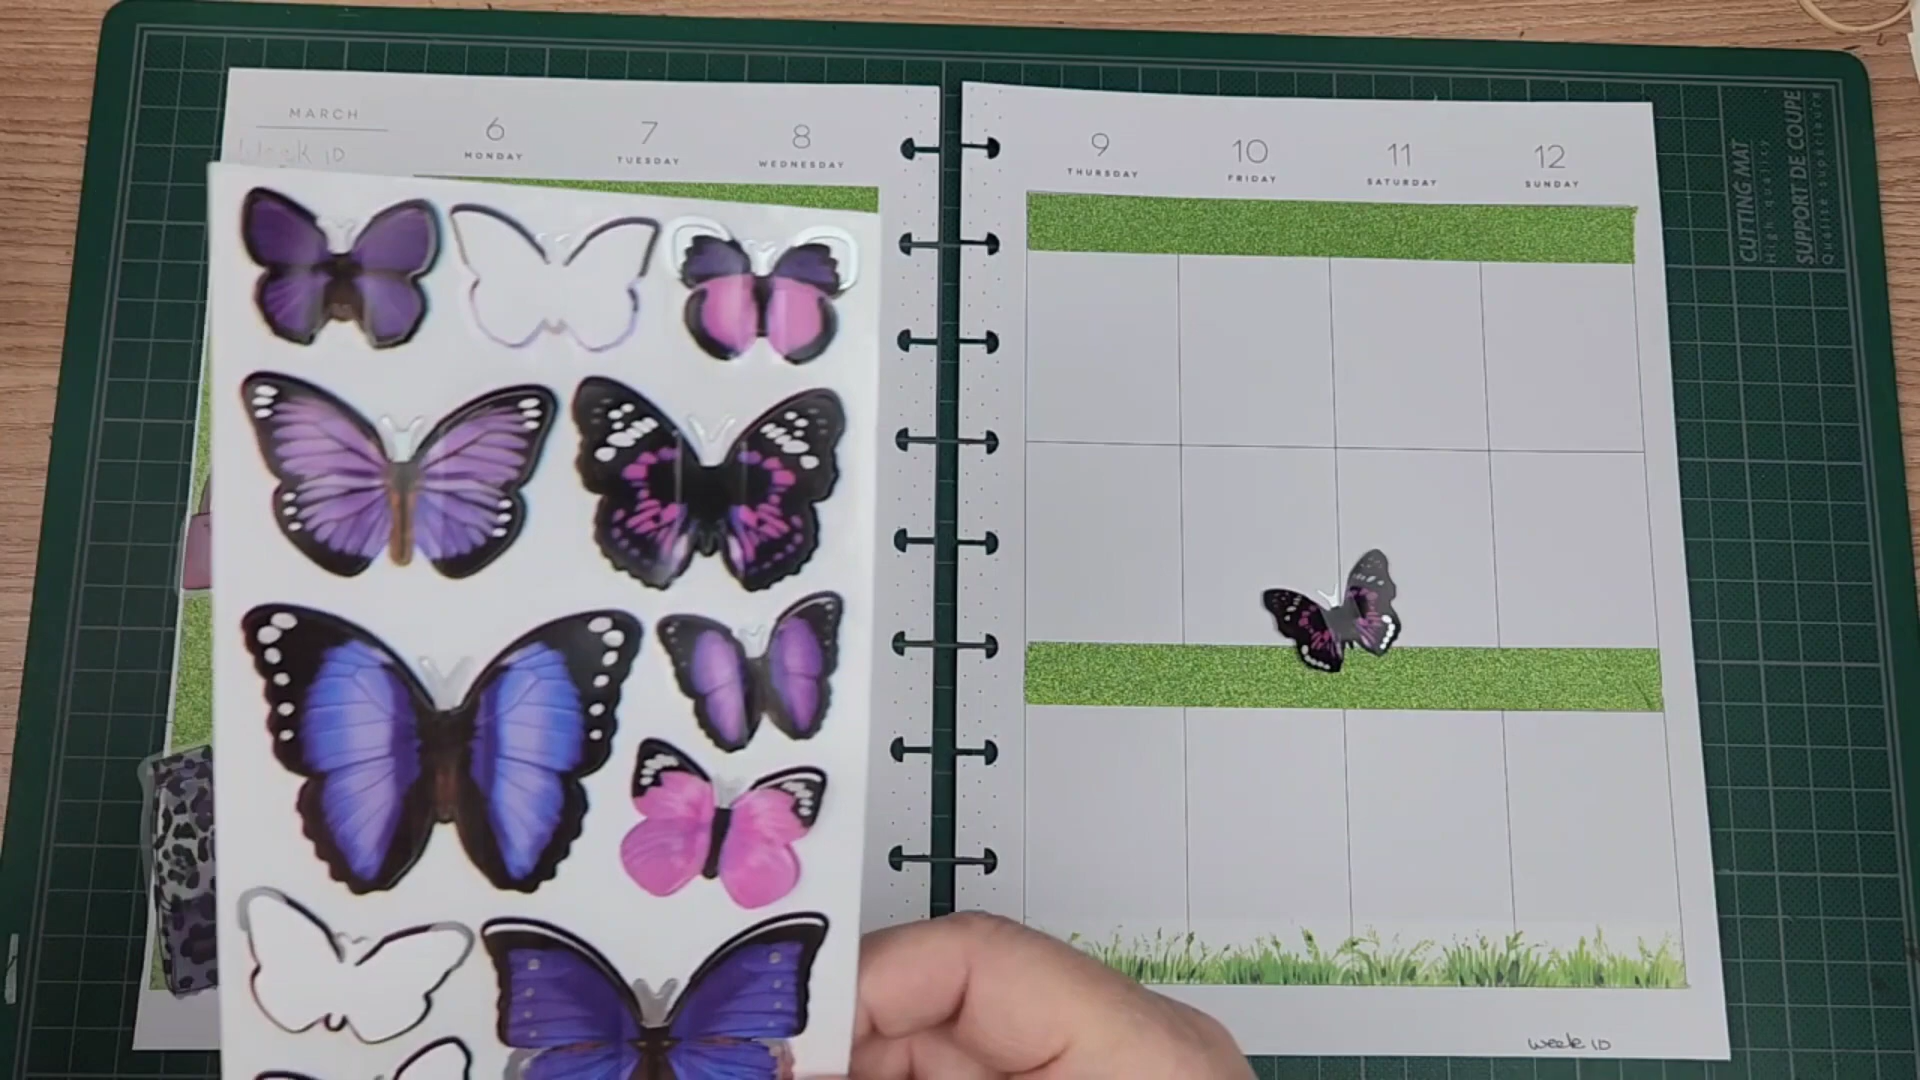 MARCH
Week 10
6
MONDAY
7
TUESDAY
8
WEDNESDAY
9
THURSDAY
10
FRIDAY
11
SATURDAY
12
SUNDAY
week 10
CUTTING MAT
High quality
SUPPORT DE COUPE
Qualité supérieure